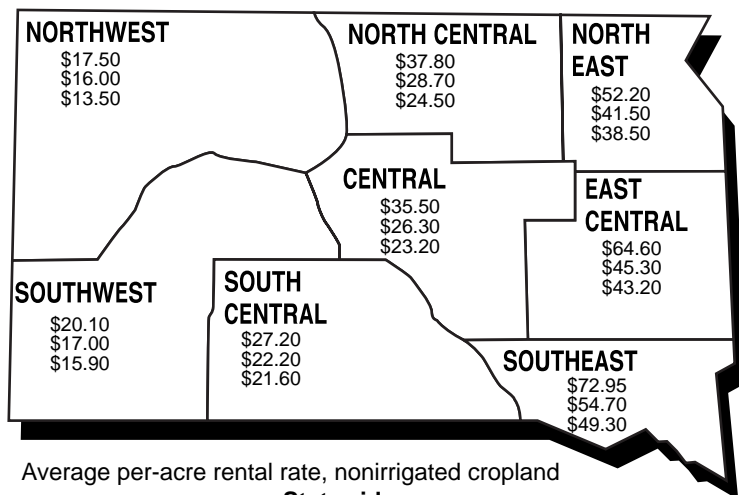 NORTHWEST
$17.50
$16.00
$13.50
NORTH CENTRAL
$37.80
$28.70
$24.50
NORTH
EAST
$52.20
$41.50
$38.50
CENTRAL
$35.50
$26.30
$23.20
EAST
CENTRAL
$64.60
$45.30
$43.20
SOUTHWEST
$20.10
$17.00
$15.90
SOUTH
CENTRAL
$27.20
$22.20
$21.60
SOUTHEAST
$72.95
$54.70
$49.30
Average per-acre rental rate, nonirrigated cropland